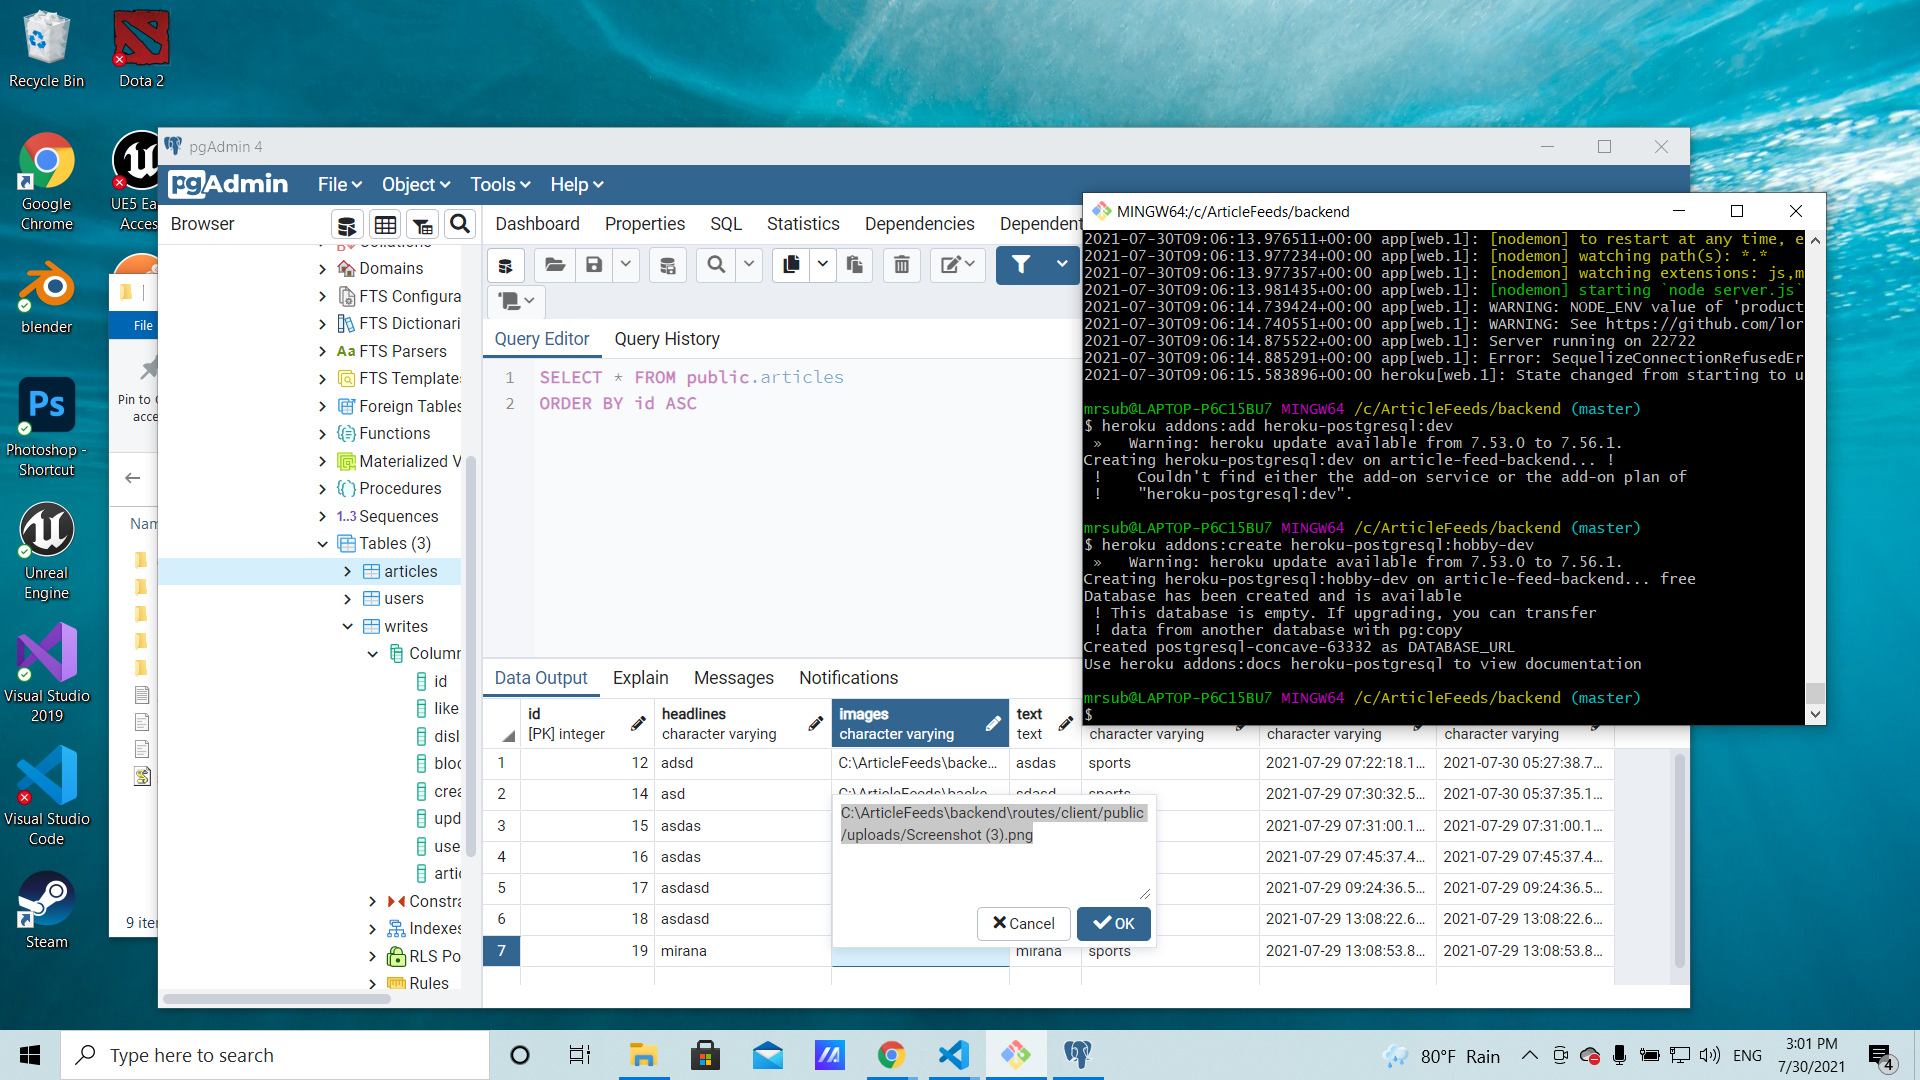 Recycle Bin
Dota 2
Google
Chrome
UE5 Ea
Acces
blender
File
Pin to
acce
Photoshop -
Shortcut
Nam
Unreal
Engine
Visual Studio
2019
Visual Studio
Code
Steam
9 iter
pgAdmin 4
pgAdmin
File
Object
Tools
Help
Browser
Dashboard
Properties
SQL
Statistics
Dependencies
Dependent
Domains
FTS Configura
FTS Dictionari
FTS Parsers
FTS Templates
Foreign Tables
Functions
Materialized V
Procedures
1..3 Sequences
Tables (3)
articles
users
writes
Column
id
like
disl
bloc
crea
upd
use
artic
Constra
Indexes
RLS Po
Rules
Query Editor
Query History
1 SELECT * FROM public.articles
2 ORDER BY id ASC
Data Output
Explain
Messages
Notifications
id
[PK] integer
headlines
character varying
images
character varying
text
text
character varying
character varying
character varying
1 12 adsd C:\ArticleFeeds\backe... asdas sports 2021-07-29 07:22:18.1... 2021-07-30 05:27:38.7...
2 14 asd C:\ArticleFeeds\backe... sdasd sports 2021-07-29 07:30:32.5... 2021-07-30 05:37:35.1...
3 15 asdas 2021-07-29 07:31:00.1... 2021-07-29 07:31:00.1...
4 16 asdas 2021-07-29 07:45:37.4... 2021-07-29 07:45:37.4...
5 17 asdasd 2021-07-29 09:24:36.5... 2021-07-29 09:24:36.5...
6 18 asdasd 2021-07-29 13:08:22.6... 2021-07-29 13:08:22.6...
7 19 mirana mirana sports 2021-07-29 13:08:53.8... 2021-07-29 13:08:53.8...
C:\ArticleFeeds\backend\routes/client/public
/uploads/Screenshot (3).png
Cancel
OK
MINGW64:/c/ArticleFeeds/backend
2021-07-30T09:06:13.976511+00:00 app[web.1]: [nodemon] to restart at any time, e
2021-07-30T09:06:13.977234+00:00 app[web.1]: [nodemon] watching path(s): *.*
2021-07-30T09:06:13.977357+00:00 app[web.1]: [nodemon] watching extensions: js,m
2021-07-30T09:06:13.981435+00:00 app[web.1]: [nodemon] starting `node server.js`
2021-07-30T09:06:14.739424+00:00 app[web.1]: WARNING: NODE_ENV value of 'product
2021-07-30T09:06:14.740551+00:00 app[web.1]: WARNING: See https://github.com/lor
2021-07-30T09:06:14.875522+00:00 app[web.1]: Server running on 22722
2021-07-30T09:06:14.885291+00:00 app[web.1]: Error: SequelizeConnectionRefusedEr
2021-07-30T09:06:15.583896+00:00 heroku[web.1]: State changed from starting to u
mrsub@LAPTOP-P6C15BU7 MINGW64 /c/ArticleFeeds/backend (master)
$ heroku addons:add heroku-postgresql:dev
» Warning: heroku update available from 7.53.0 to 7.56.1.
Creating heroku-postgresql:dev on article-feed-backend... !
! Couldn't find either the add-on service or the add-on plan of
! "heroku-postgresql:dev".
mrsub@LAPTOP-P6C15BU7 MINGW64 /c/ArticleFeeds/backend (master)
$ heroku addons:create heroku-postgresql:hobby-dev
» Warning: heroku update available from 7.53.0 to 7.56.1.
Creating heroku-postgresql:hobby-dev on article-feed-backend... free
Database has been created and is available
! This database is empty. If upgrading, you can transfer
! data from another database with pg:copy
Created postgresql-concave-63332 as DATABASE_URL
Use heroku addons:docs heroku-postgresql to view documentation
mrsub@LAPTOP-P6C15BU7 MINGW64 /c/ArticleFeeds/backend (master)
$
Type here to search
80°F Rain
ENG
3:01 PM
7/30/2021
4